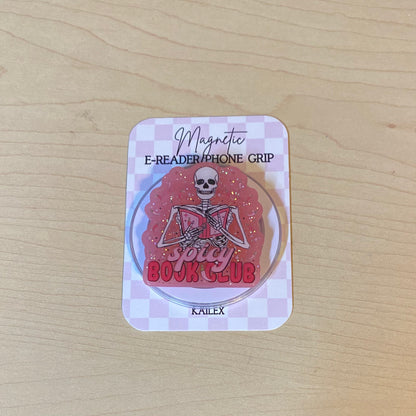 Magnetic
E-READER/PHONE GRIP
spicy
BOOK CLUB
KAILEX